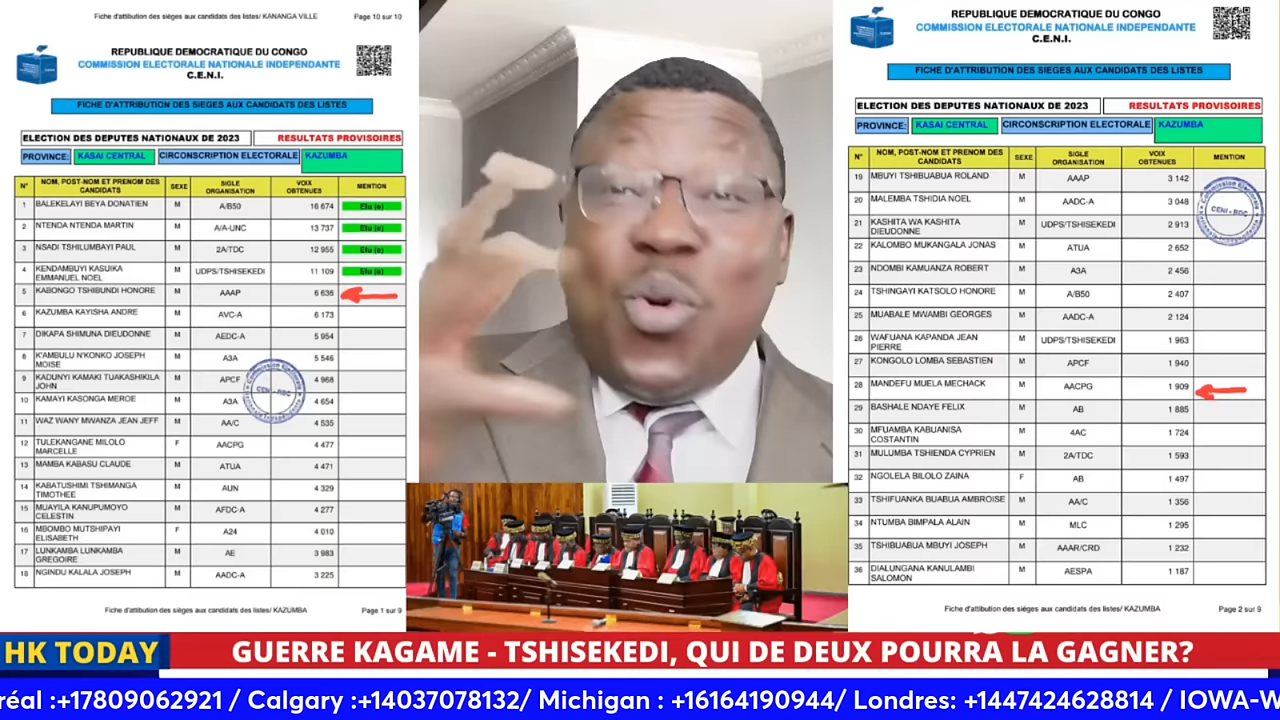 Fiche d'attibution des sièges aux candidats des listes/ KANANGA VILLE Page 10 sur 10
REPUBLIQUE DEMOCRATIQUE DU CONGO
COMMISSION ELECTORALE NATIONALE INDEPENDANTE
C.E.N.I.
FICHE D'ATTRIBUTION DES SIEGES AUX CANDIDATS DES LISTES
ELECTION DES DEPUTES NATIONAUX DE 2023 RESULTATS PROVISOIRES
PROVINCE: KASAI CENTRAL CIRCONSCRIPTION ELECTORALE KAZUMBA
N° NOM, POST-NOM ET PRENOM DES CANDIDATS SEXE SIGLE ORGANISATION VOIX OBTENUES MENTION
1 BALEKELAYI BEYA DONATIEN M A/B50 16 674 Elu (e)
2 NTENDA NTENDA MARTIN M A/A-UNC 13 737 Elu (e)
3 NSADI TSHILUMBAYI PAUL M 2A/TDC 12 955 Elu (e)
4 KENDAMBUYI KASUIKA EMMANUEL NOEL M UDPS/TSHISEKEDI 11 109 Elu (e)
5 KABONGO TSHIBUNDI HONORE M AAAP 6 636
6 KAZUMBA KAYISHA ANDRE M AVC-A 6 173
7 DIKAPA SHIMUNA DIEUDONNE M AEDC-A 5 954
8 K'AMBULU N'KONKO JOSEPH MOISE M A3A 5 546
9 KADUNYI KAMAKI TUAKASHIKILA JOHN M APCF 4 968
10 KAMAYI KASONGA MEROE M A3A 4 654
11 WAZ WANY MWANZA JEAN JEFF M AA/C 4 535
12 TULEKANGANE MILOLO MARCELLE F AACPG 4 477
13 MAMBA KABASU CLAUDE M ATUA 4 471
14 KABATUSHIMI TSHIMANGA TIMOTHEE M AUN 4 329
15 MUAYILA KANUPUMOYO CELESTIN M AFDC-A 4 277
16 MBOMBO MUTSHIPAYI ELISABETH F A24 4 010
17 LUNKAMBA LUNKAMBA GREGOIRE M AE 3 983
18 NGINDU KALALA JOSEPH M AADC-A 3 225
CENI - RDC
Fiche d'attibution des sièges aux candidats des listes/ KAZUMBA Page 1 sur 9
REPUBLIQUE DEMOCRATIQUE DU CONGO
COMMISSION ELECTORALE NATIONALE INDEPENDANTE
C.E.N.I.
FICHE D'ATTRIBUTION DES SIEGES AUX CANDIDATS DES LISTES
ELECTION DES DEPUTES NATIONAUX DE 2023 RESULTATS PROVISOIRES
PROVINCE: KASAI CENTRAL CIRCONSCRIPTION ELECTORALE KAZUMBA
N° NOM, POST-NOM ET PRENOM DES CANDIDATS SEXE SIGLE ORGANISATION VOIX OBTENUES MENTION
19 MBUYI TSHIBUABUA ROLAND M AAAP 3 142
20 MALEMBA TSHIDIA NOEL M AADC-A 3 048
21 KASHITA WA KASHITA DIEUDONNE M UDPS/TSHISEKEDI 2 913
22 KALOMBO MUKANGALA JONAS M ATUA 2 652
23 NDOMBI KAMUANZA ROBERT M A3A 2 456
24 TSHINGAYI KATSOLO HONORE M A/B50 2 407
25 MUABALE MWAMBI GEORGES M AADC-A 2 124
26 WAFUANA KAPANDA JEAN PIERRE M UDPS/TSHISEKEDI 1 963
27 KONGOLO LOMBA SEBASTIEN M APCF 1 940
28 MANDEFU MUELA MECHACK M AACPG 1 909
29 BASHALE NDAYE FELIX M AB 1 885
30 MFUAMBA KABUANISA COSTANTIN M 4AC 1 724
31 MULUMBA TSHIENDA CYPRIEN M 2A/TDC 1 593
32 NGOLELA BILOLO ZAINA F AB 1 497
33 TSHIFUANKA BUABUA AMBROISE M AA/C 1 356
34 NTUMBA BIMPALA ALAIN M MLC 1 295
35 TSHIBUABUA MBUYI JOSEPH M AAAR/CRD 1 232
36 DIALUNGANA KANULAMBI SALOMON M AESPA 1 187
CENI - RDC
Fiche d'attibution des sièges aux candidats des listes/ KAZUMBA Page 2 sur 9
HK TODAY GUERRE KAGAME - TSHISEKEDI, QUI DE DEUX POURRA LA GAGNER?
réal :+17809062921 / Calgary :+14037078132/ Michigan : +16164190944/ Londres: +1447424628814 / IOWA-W